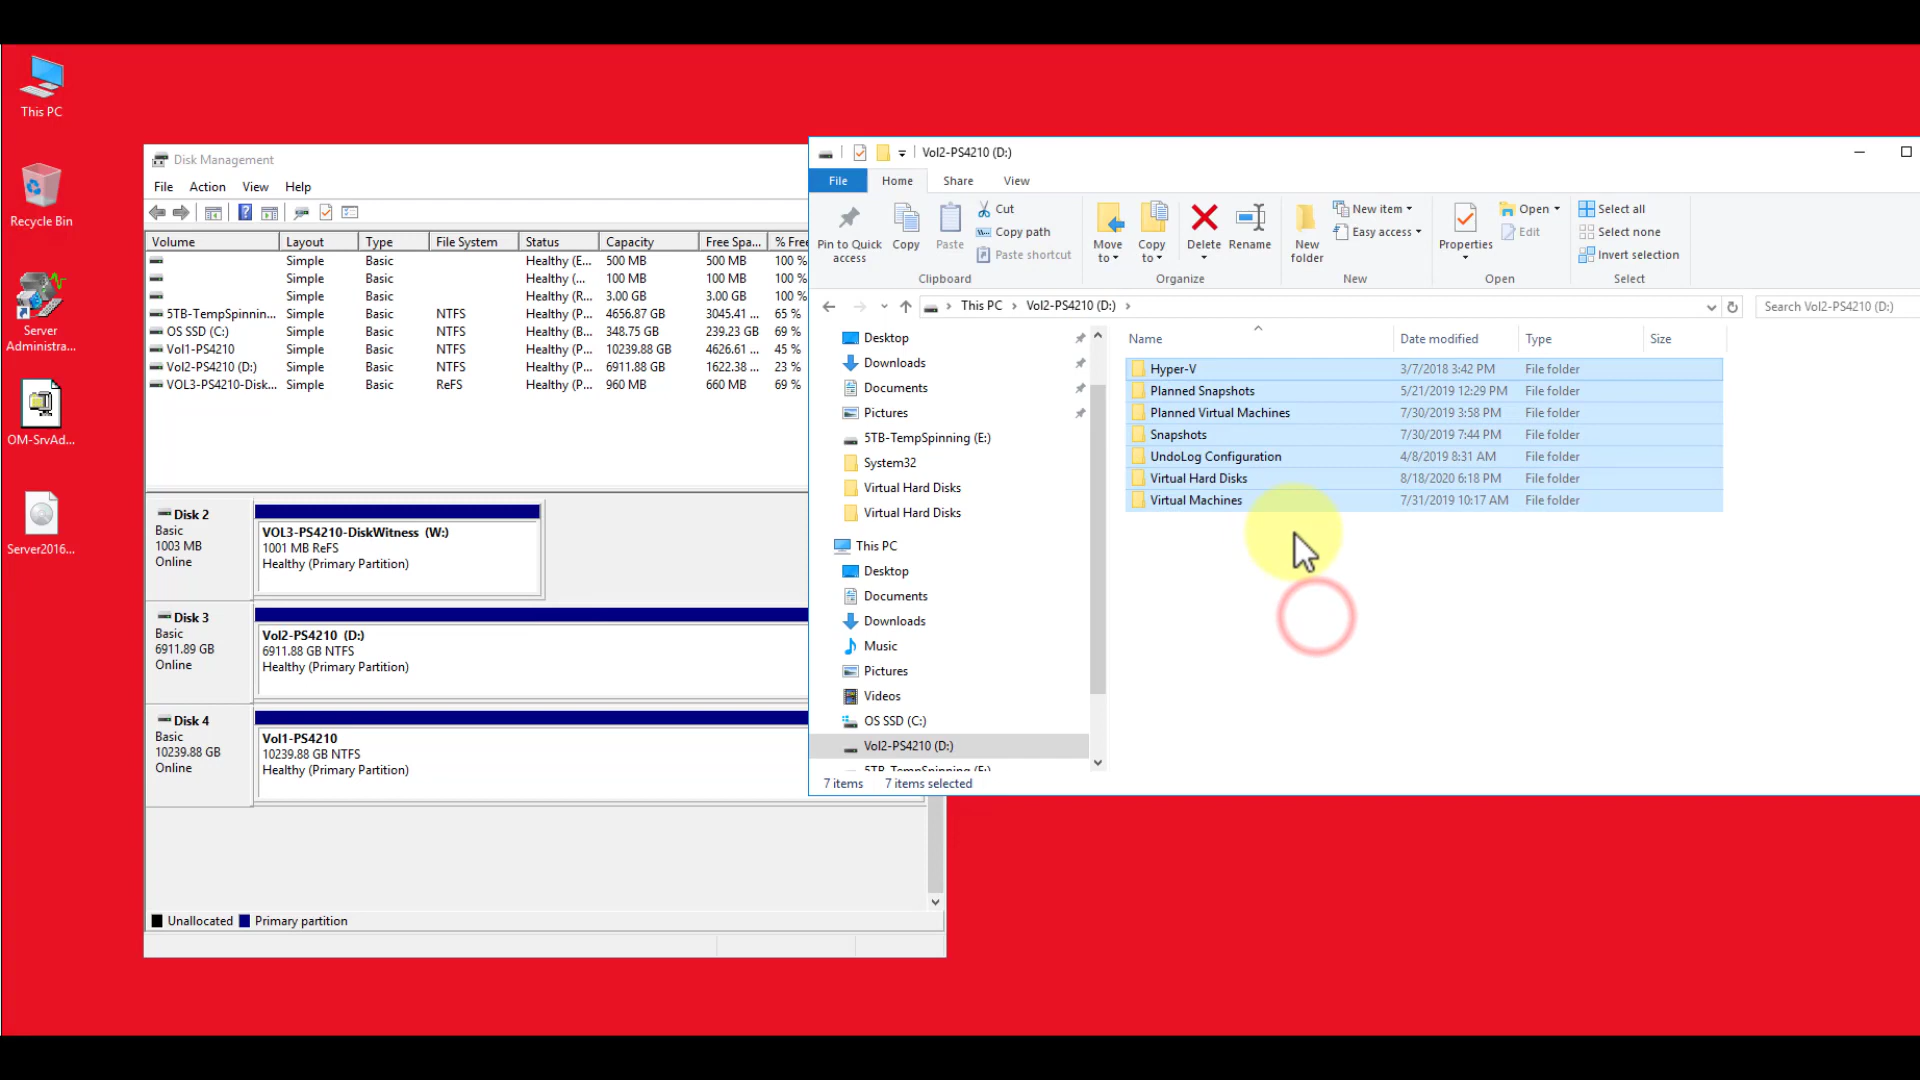 This PC
Recycle Bin
Server
Administra...
OM-SrvAd...
Server2016...
Disk Management
File Action View Help
Volume Layout Type File System Status Capacity Free Spa... % Free
Simple Basic Healthy (E... 500 MB 500 MB 100 %
Simple Basic Healthy (... 100 MB 100 MB 100 %
Simple Basic Healthy (R... 3.00 GB 3.00 GB 100 %
5TB-TempSpinnin... Simple Basic NTFS Healthy (P... 4656.87 GB 3045.41 ... 65 %
OS SSD (C:) Simple Basic NTFS Healthy (B... 348.75 GB 239.23 GB 69 %
Vol1-PS4210 Simple Basic NTFS Healthy (P... 10239.88 GB 4626.61 ... 45 %
Vol2-PS4210 (D:) Simple Basic NTFS Healthy (P... 6911.88 GB 1622.38 ... 23 %
VOL3-PS4210-Disk... Simple Basic ReFS Healthy (P... 960 MB 660 MB 69 %
Disk 2
Basic
1003 MB
Online
VOL3-PS4210-DiskWitness (W:)
1001 MB ReFS
Healthy (Primary Partition)
Disk 3
Basic
6911.89 GB
Online
Vol2-PS4210 (D:)
6911.88 GB NTFS
Healthy (Primary Partition)
Disk 4
Basic
10239.88 GB
Online
Vol1-PS4210
10239.88 GB NTFS
Healthy (Primary Partition)
Unallocated Primary partition
Vol2-PS4210 (D:)
File Home Share View
Pin to Quick
access
Copy
Paste
Cut
Copy path
Paste shortcut
Clipboard
Move
to
Copy
to
Delete
Rename
Organize
New
folder
New item
Easy access
New
Properties
Open
Edit
Open
Select all
Select none
Invert selection
Select
This PC Vol2-PS4210 (D:)
Search Vol2-PS4210 (D:)
Desktop
Downloads
Documents
Pictures
5TB-TempSpinning (E:)
System32
Virtual Hard Disks
Virtual Hard Disks
This PC
Desktop
Documents
Downloads
Music
Pictures
Videos
OS SSD (C:)
Vol2-PS4210 (D:)
5TB-TempSpinning (E:)
Name Date modified Type Size
Hyper-V 3/7/2018 3:42 PM File folder
Planned Snapshots 5/21/2019 12:29 PM File folder
Planned Virtual Machines 7/30/2019 3:58 PM File folder
Snapshots 7/30/2019 7:44 PM File folder
UndoLog Configuration 4/8/2019 8:31 AM File folder
Virtual Hard Disks 8/18/2020 6:18 PM File folder
Virtual Machines 7/31/2019 10:17 AM File folder
7 items 7 items selected